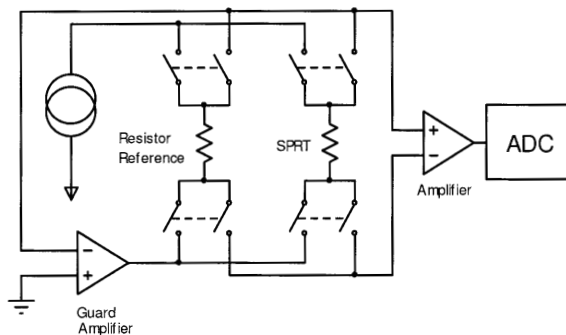 Resistor
Reference
SPRT
+
−
Amplifier
ADC
−
+
Guard
Amplifier